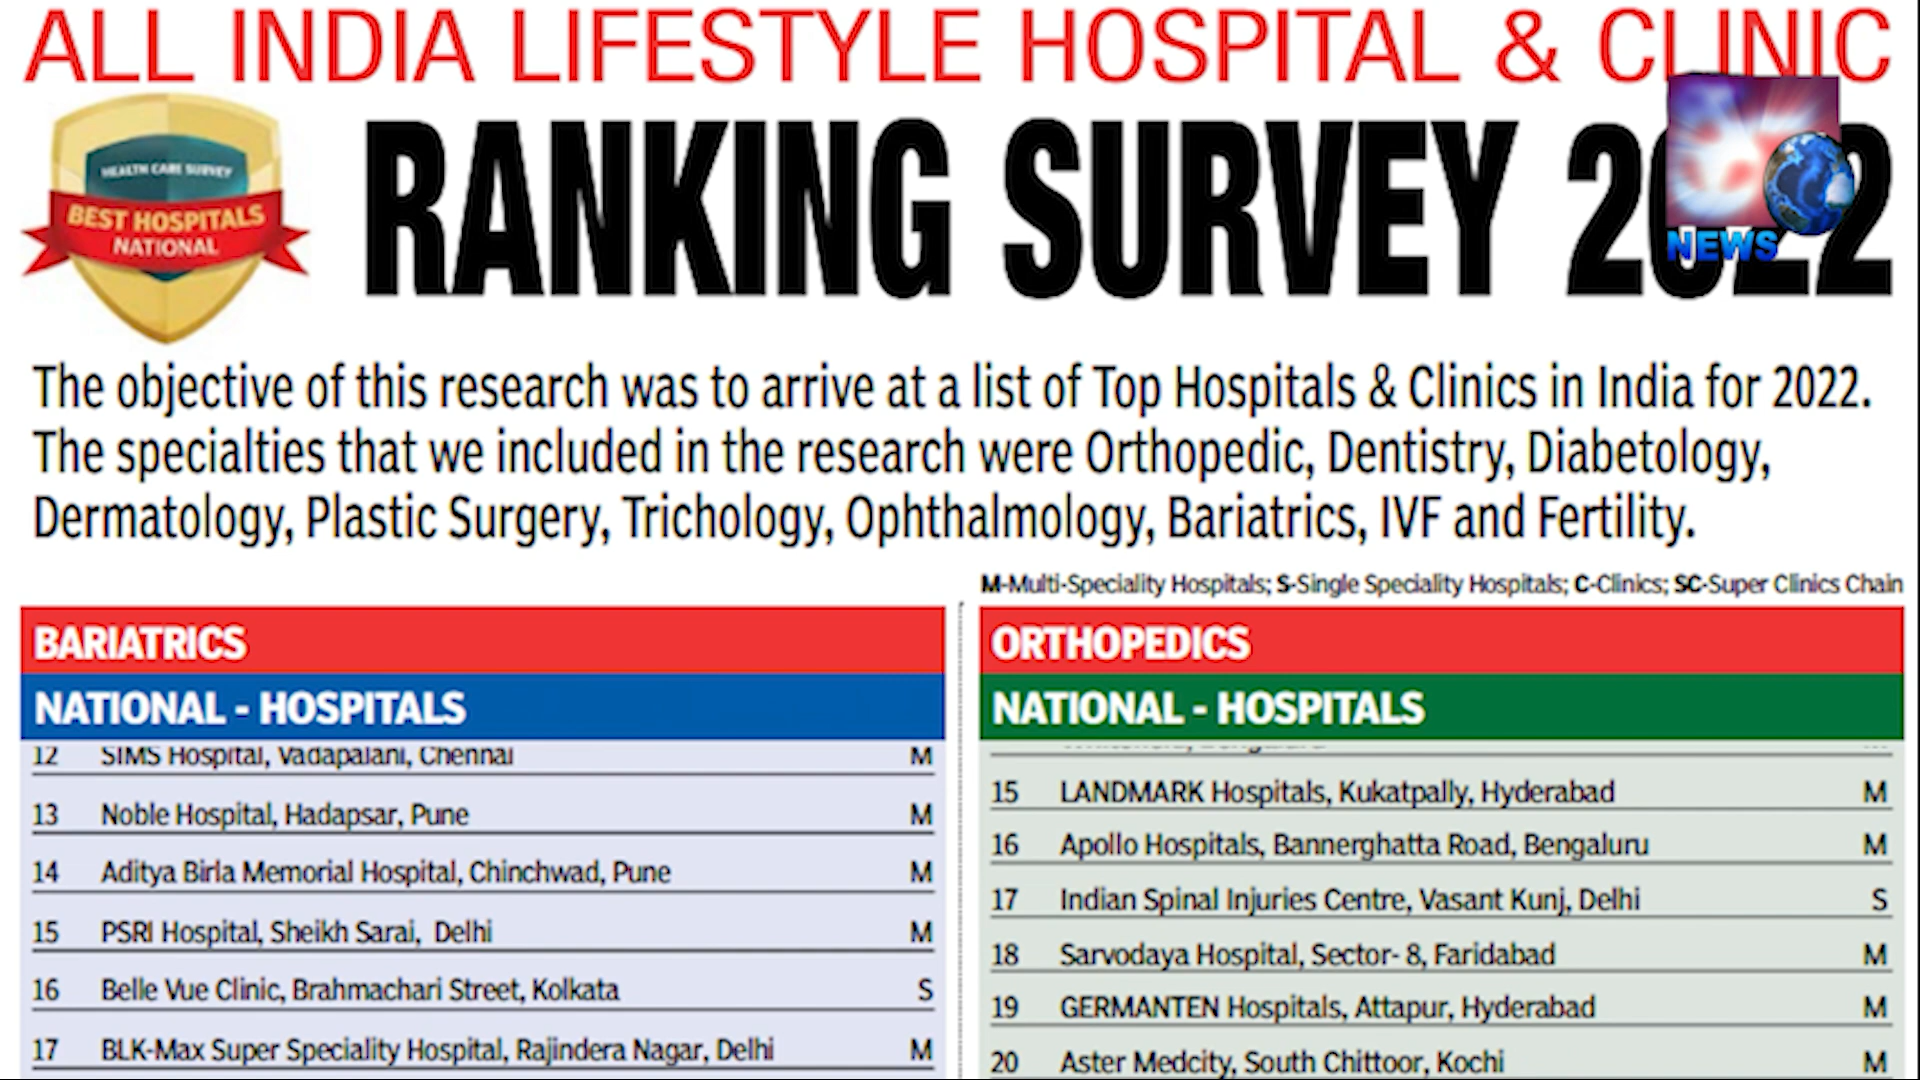 ALL INDIA LIFESTYLE HOSPITAL & CLINIC
HEALTH CARE SURVEY
BEST HOSPITALS
NATIONAL
RANKING SURVEY 2022
NEWS
The objective of this research was to arrive at a list of Top Hospitals & Clinics in India for 2022.
The specialties that we included in the research were Orthopedic, Dentistry, Diabetology,
Dermatology, Plastic Surgery, Trichology, Ophthalmology, Bariatrics, IVF and Fertility.
M-Multi-Speciality Hospitals; S-Single Speciality Hospitals; C-Clinics; SC-Super Clinics Chain
BARIATRICS
NATIONAL - HOSPITALS
12 SIMS Hospital, Vadapalani, Chennai M
13 Noble Hospital, Hadapsar, Pune M
14 Aditya Birla Memorial Hospital, Chinchwad, Pune M
15 PSRI Hospital, Sheikh Sarai, Delhi M
16 Belle Vue Clinic, Brahmachari Street, Kolkata S
17 BLK-Max Super Speciality Hospital, Rajindera Nagar, Delhi M
ORTHOPEDICS
NATIONAL - HOSPITALS
15 LANDMARK Hospitals, Kukatpally, Hyderabad M
16 Apollo Hospitals, Bannerghatta Road, Bengaluru M
17 Indian Spinal Injuries Centre, Vasant Kunj, Delhi S
18 Sarvodaya Hospital, Sector- 8, Faridabad M
19 GERMANTEN Hospitals, Attapur, Hyderabad M
20 Aster Medcity, South Chittoor, Kochi M